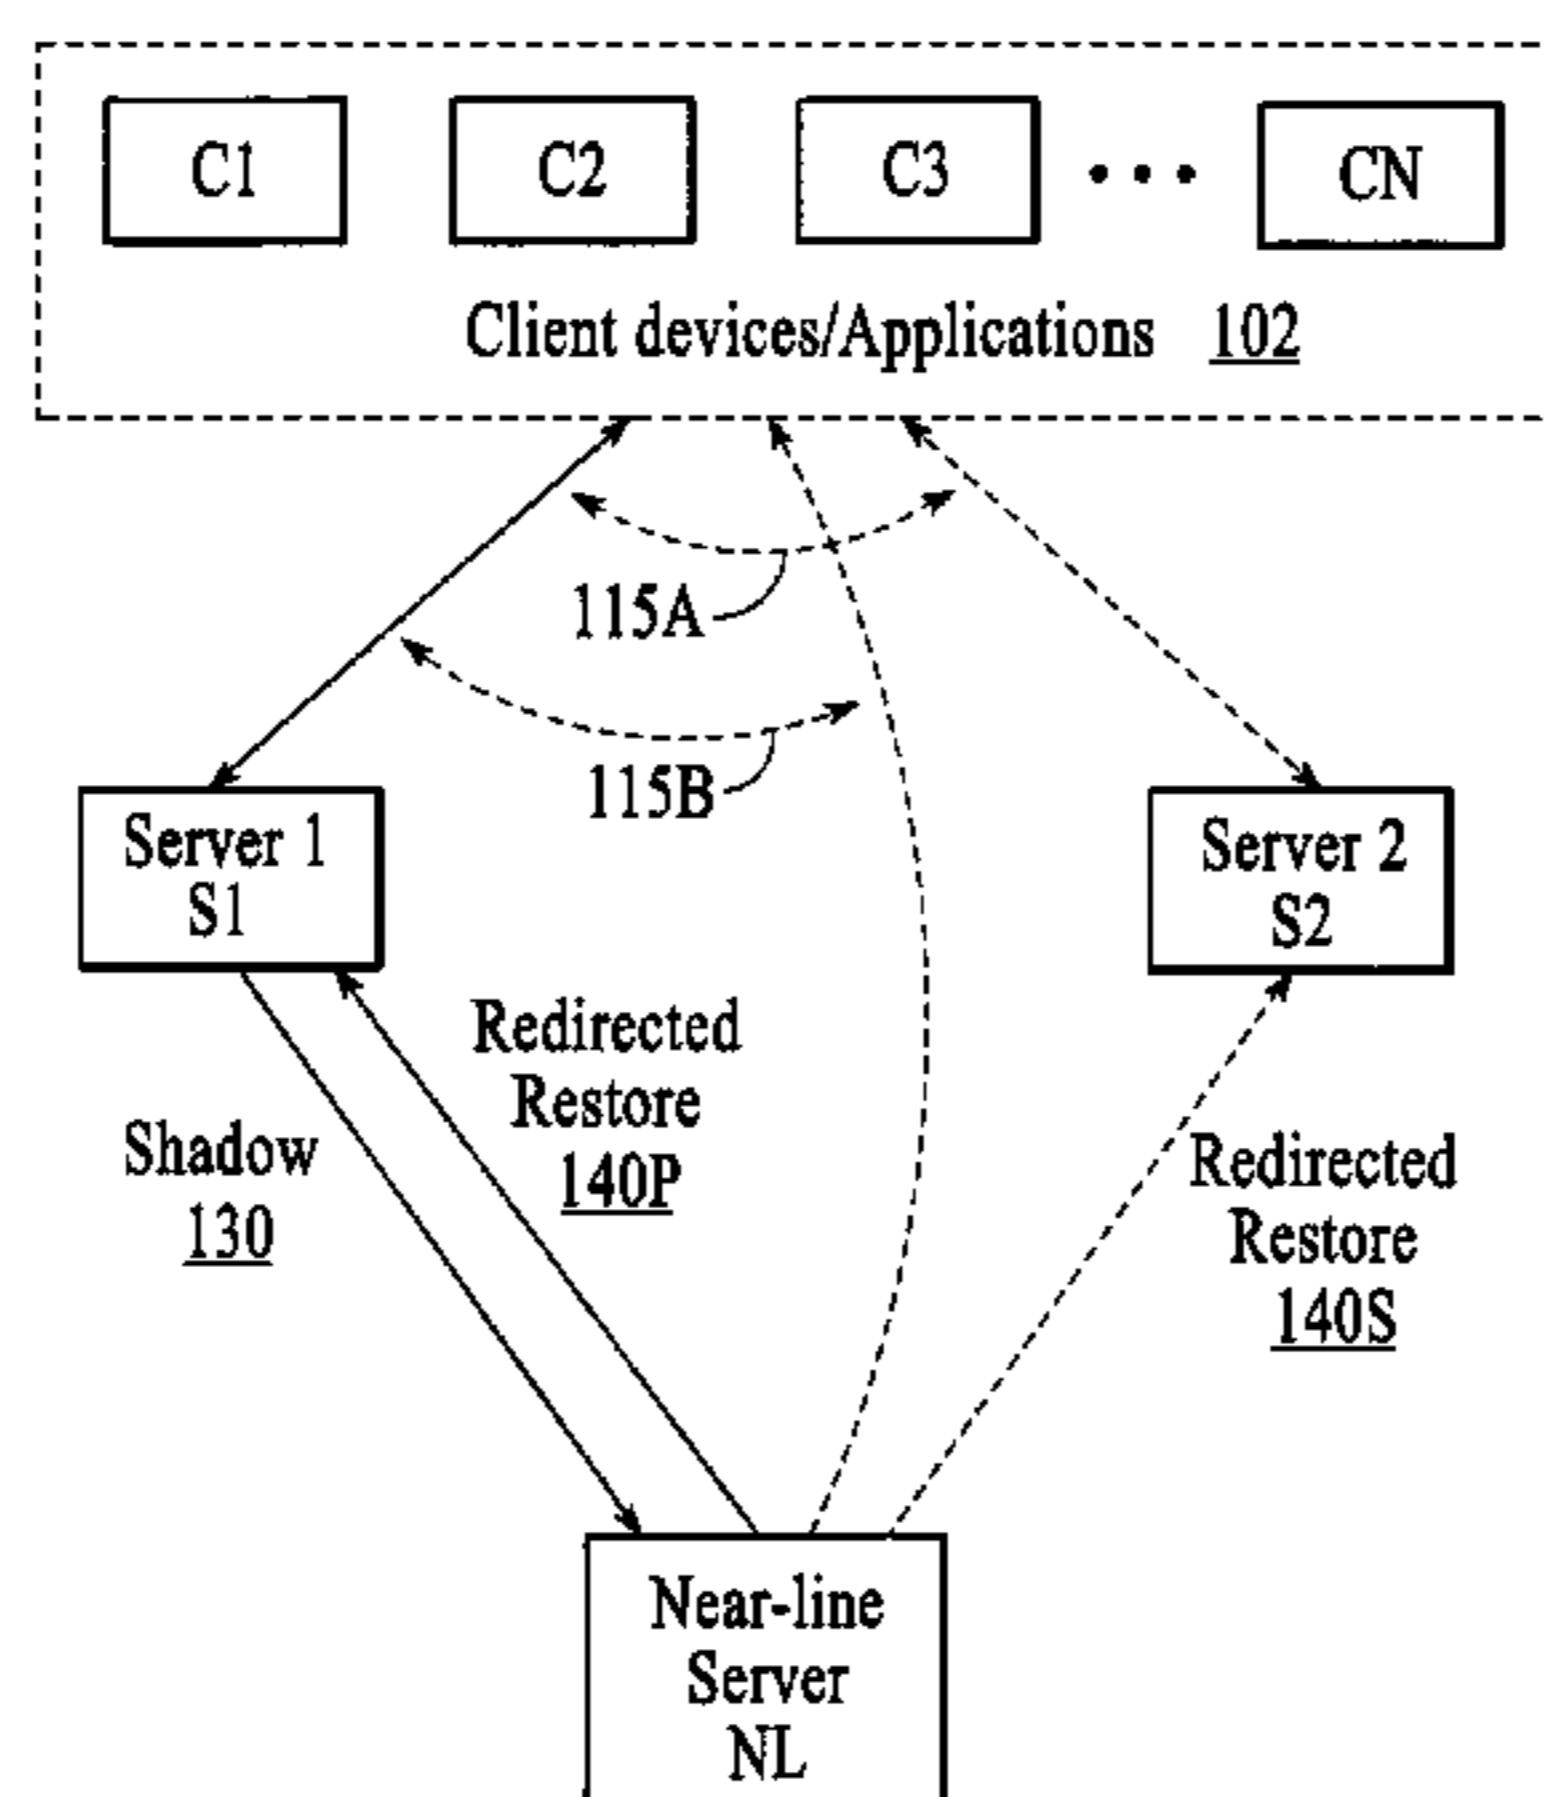 C1 C2 C3 • • • CN
Client devices/Applications 102
115A
115B
Server 1
S1
Server 2
S2
Redirected
Restore
140P
Shadow
130
Redirected
Restore
140S
Near-line
Server
NL